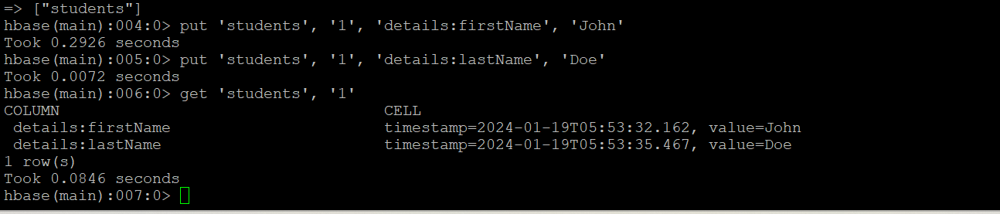 => ["students"]
hbase(main):004:0> put 'students', '1', 'details:firstName', 'John'
Took 0.2926 seconds
hbase(main):005:0> put 'students', '1', 'details:lastName', 'Doe'
Took 0.0072 seconds
hbase(main):006:0> get 'students', '1'
COLUMN                                   CELL
 details:firstName                       timestamp=2024-01-19T05:53:32.162, value=John
 details:lastName                        timestamp=2024-01-19T05:53:35.467, value=Doe
1 row(s)
Took 0.0846 seconds
hbase(main):007:0>